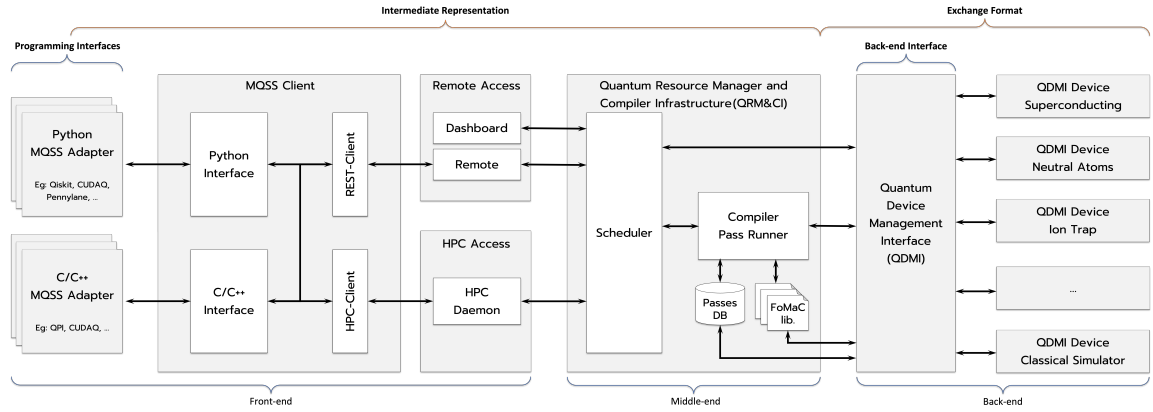 Intermediate Representation
Exchange Format
Programming Interfaces
Back-end Interface
Python
MQSS Adapter
Eg: Qiskit, CUDAQ,
Pennylane, ...
C/C++
MQSS Adapter
Eg: QPI, CUDAQ, ...
MQSS Client
Python
Interface
C/C++
Interface
REST-Client
HPC-Client
Remote Access
Dashboard
Remote
HPC Access
HPC
Daemon
Quantum Resource Manager and
Compiler Infrastructure (QRM&CI)
Scheduler
Compiler
Pass Runner
Passes
DB
FoMaC
lib.
Quantum
Device
Management
Interface
(QDMI)
QDMI Device
Superconducting
QDMI Device
Neutral Atoms
QDMI Device
Ion Trap
...
QDMI Device
Classical Simulator
Front-end
Middle-end
Back-end